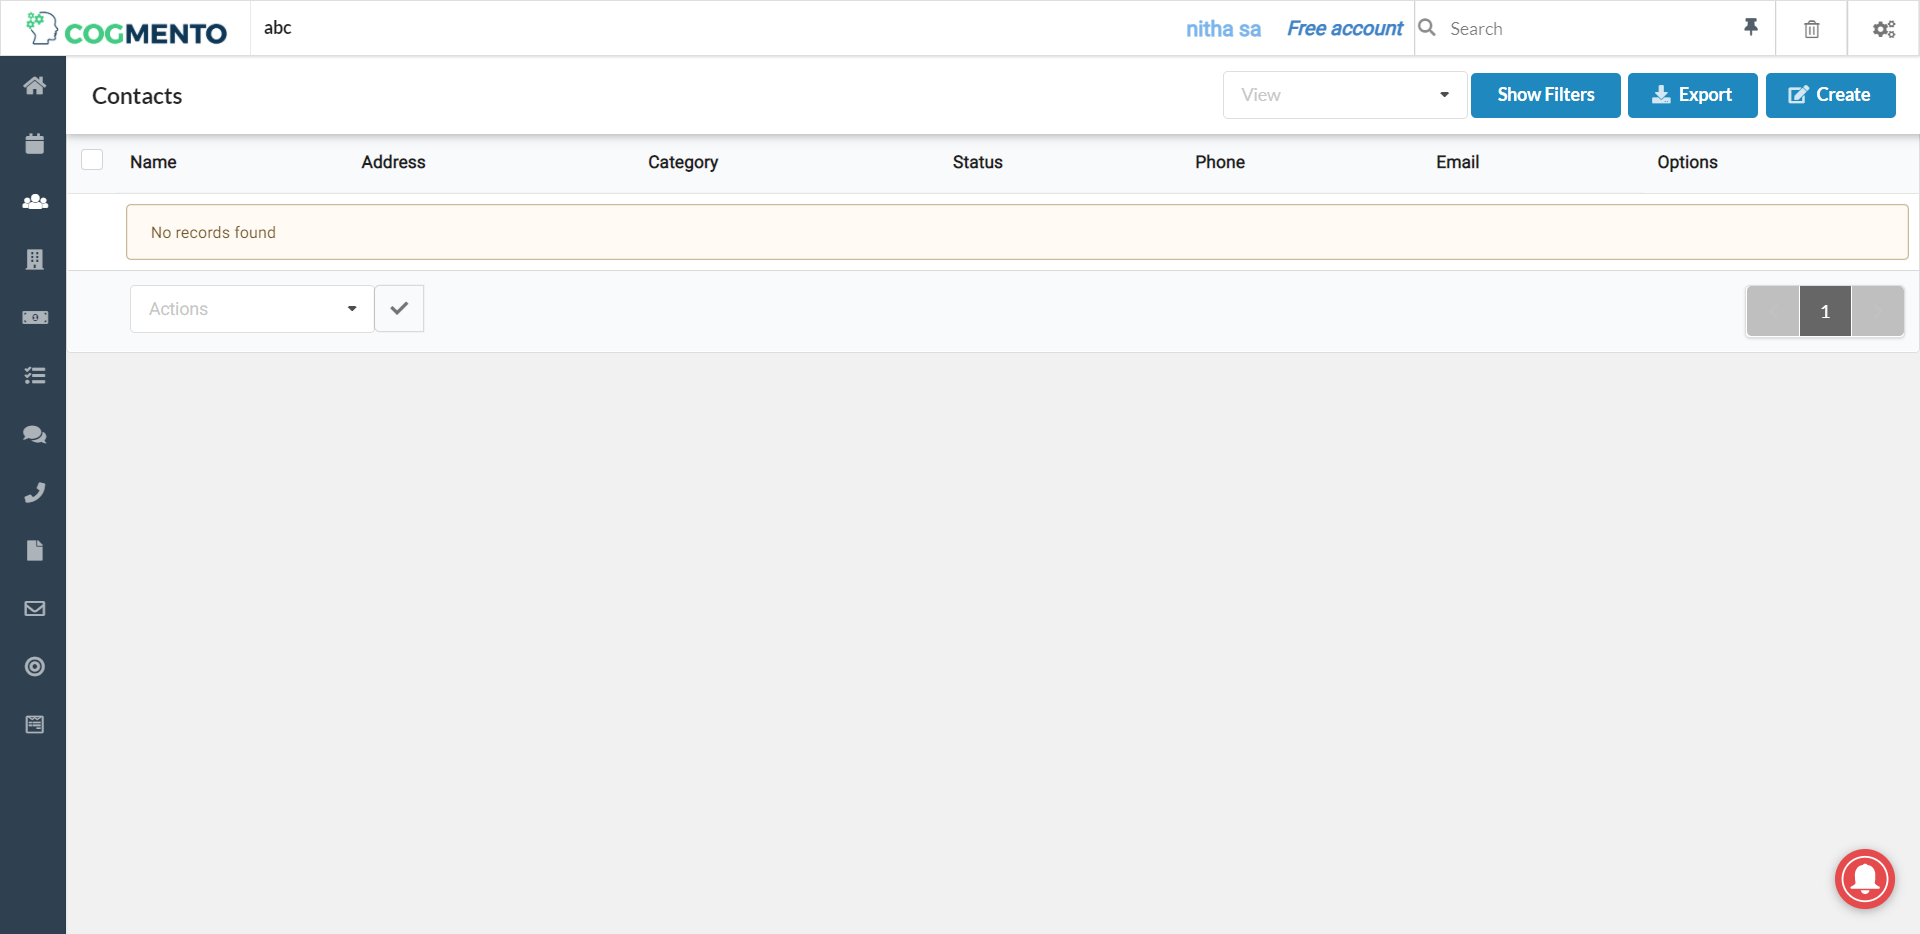 COGMENTO
abc
nitha sa
Free account
Search
Contacts
View
Show Filters
Export
Create
Name
Address
Category
Status
Phone
Email
Options
No records found
Actions
1